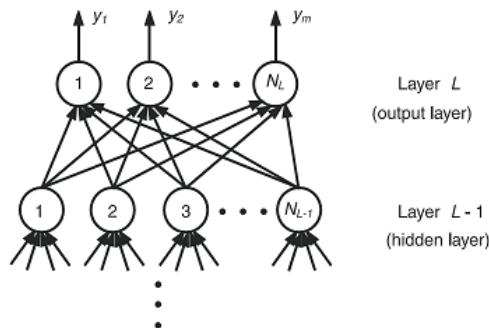 y1 y2 ym
1 2 NL Layer L
(output layer)
1 2 3 NL-1 Layer L - 1
(hidden layer)